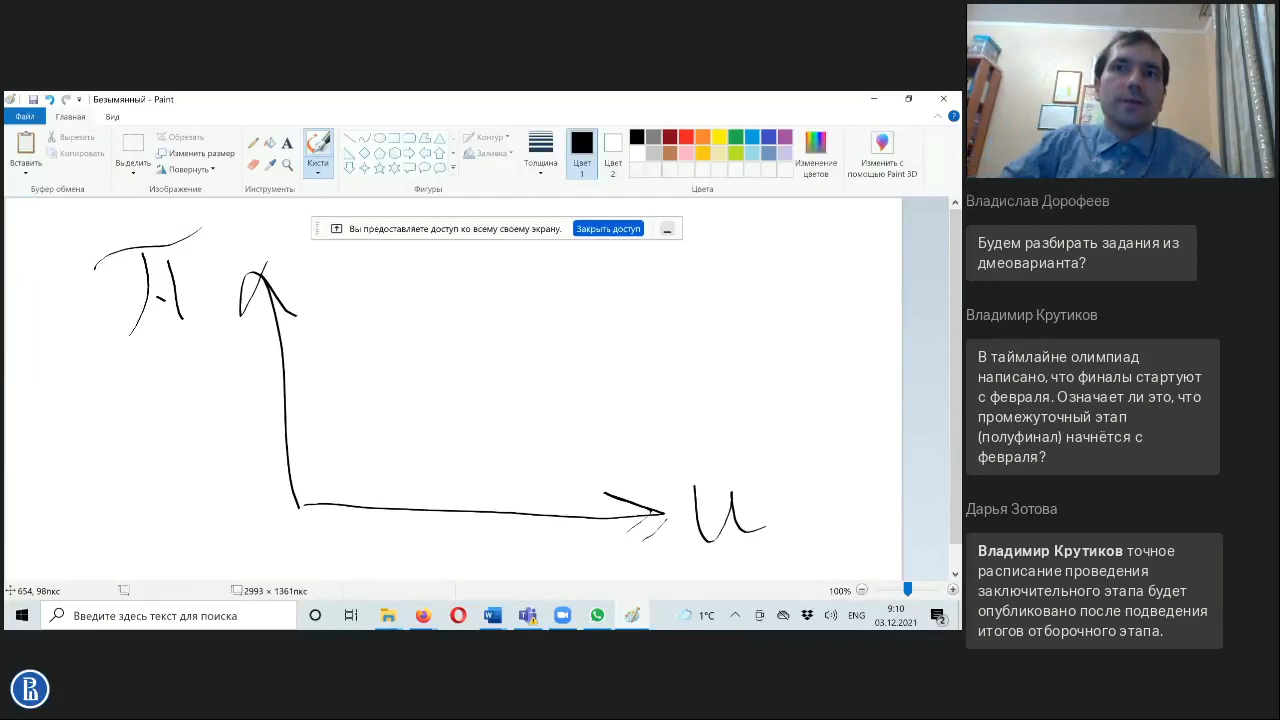 Безымянный - Paint
Файл
Главная
Вид
Вставить
Вырезать
Копировать
Буфер обмена
Выделить
Обрезать
Изменить размер
Повернуть
Изображение
A
Инструменты
Кисти
Контур
Заливка
Фигуры
Толщина
Цвет
1
Цвет
2
Изменение
цветов
Изменить с
помощью Paint 3D
Цвета
Вы предоставляете доступ ко всему своему экрану.
Закрыть доступ
π
u
654, 98пкс
2993 × 1361пкс
100%
Введите здесь текст для поиска
1°C
ENG
9:10
03.12.2021
2
Владислав Дорофеев
Будем разбирать задания из
дмеоварианта?
Владимир Крутиков
В таймлайне олимпиад
написано, что финалы стартуют
с февраля. Означает ли это, что
промежуточный этап
(полуфинал) начнётся с
февраля?
Дарья Зотова
Владимир Крутиков точное
расписание проведения
заключительного этапа будет
опубликовано после подведения
итогов отборочного этапа.